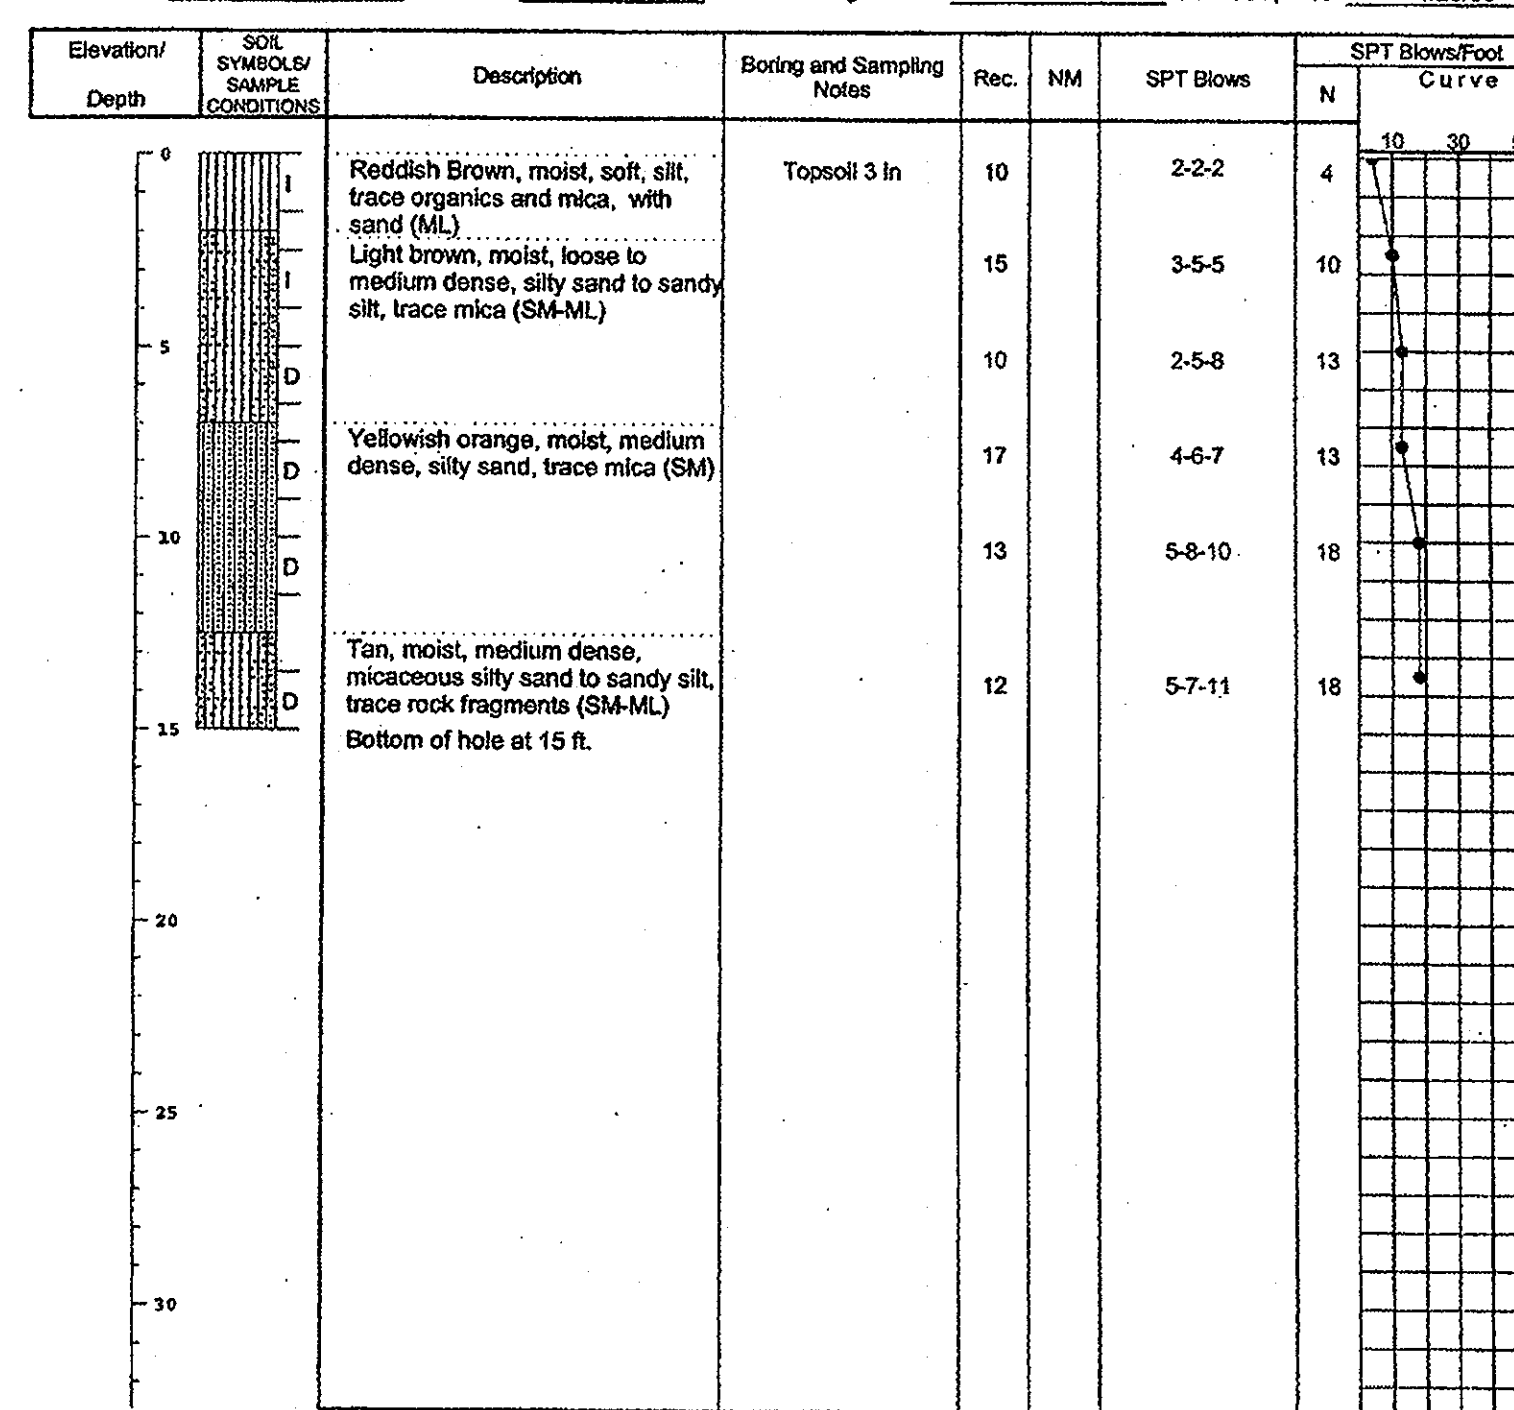 Elevation/
Depth
SOIL
SYMBOLS/
SAMPLE
CONDITIONS
Description
Boring and Sampling
Notes
Rec.
NM
SPT Blows
SPT Blows/Foot
N
Curve
10 30
0
I
Reddish Brown, moist, soft, silt,
trace organics and mica, with
sand (ML)
Topsoil 3 in
10
2-2-2
4
I
Light brown, moist, loose to
medium dense, silty sand to sandy
silt, trace mica (SM-ML)
15
3-5-5
10
5
D
10
2-5-8
13
D
Yellowish orange, moist, medium
dense, silty sand, trace mica (SM)
17
4-6-7
13
10
D
13
5-8-10
18
D
Tan, moist, medium dense,
micaceous silty sand to sandy silt,
trace rock fragments (SM-ML)
12
5-7-11
18
15
Bottom of hole at 15 ft.
20
25
30